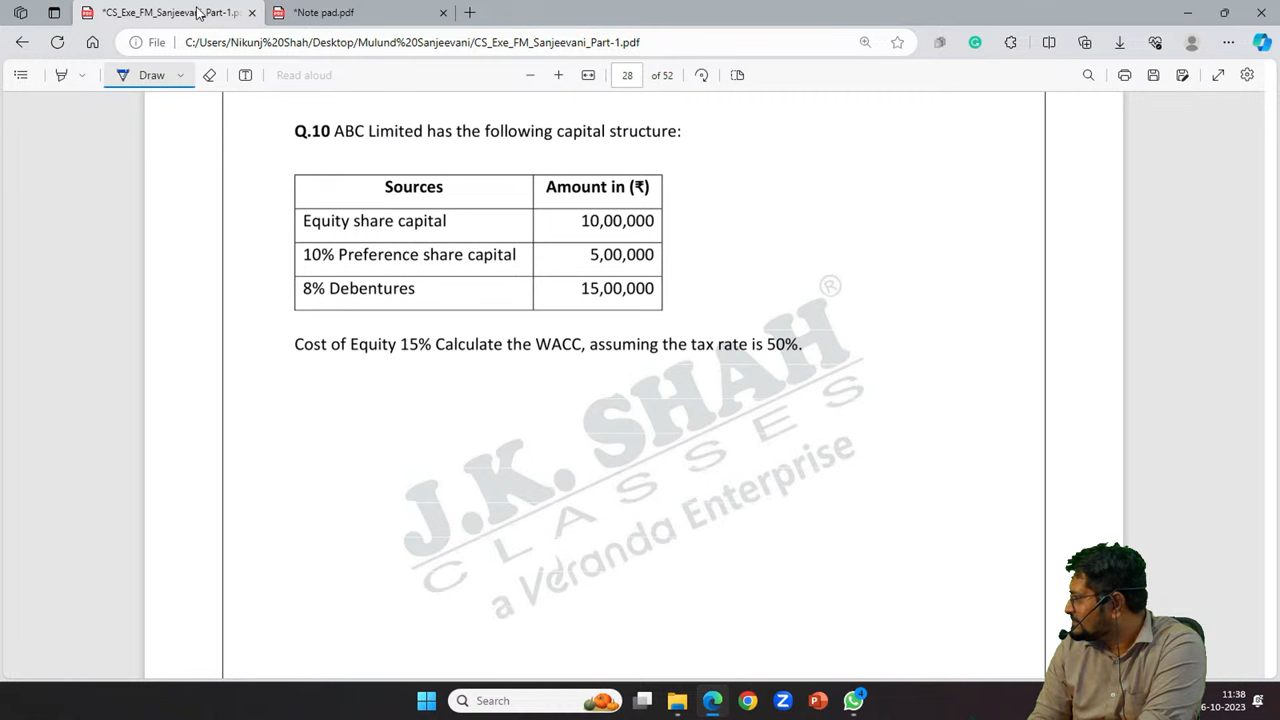 *CS_Exe_FM_Sanjeevani_Part-1.p
*Note pad.pdf
File
C:/Users/Nikunj%20Shah/Desktop/Mulund%20Sanjeevani/CS_Exe_FM_Sanjeevani_Part-1.pdf
Draw
Read aloud
28
of 52
Q.10 ABC Limited has the following capital structure:
Sources Amount in (₹)
Equity share capital 10,00,000
10% Preference share capital 5,00,000
8% Debentures 15,00,000
Cost of Equity 15% Calculate the WACC, assuming the tax rate is 50%.
J.K. SHAH®
CLASSES
a Veranda Enterprise
Search
4
11:38
6-10-2023